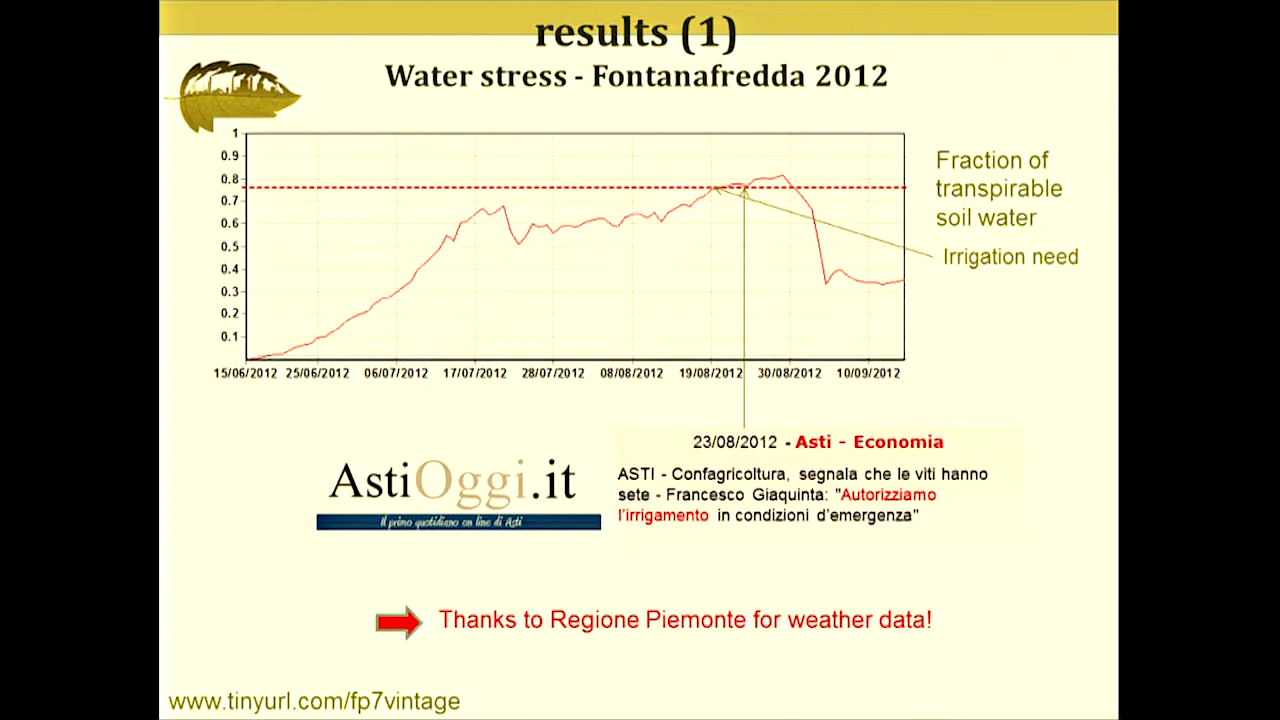 results (1)
Water stress - Fontanafredda 2012
1
0.9
0.8
0.7
0.6
0.5
0.4
0.3
0.2
0.1
15/06/2012 25/06/2012 06/07/2012 17/07/2012 28/07/2012 08/08/2012 19/08/2012 30/08/2012 10/09/2012
Fraction of
transpirable
soil water
Irrigation need
23/08/2012 - Asti - Economia
ASTI - Confagricoltura, segnala che le viti hanno
sete - Francesco Giaquinta: "Autorizziamo
l'irrigamento in condizioni d'emergenza"
AstiOggi.it
Il primo quotidiano on line di Asti
Thanks to Regione Piemonte for weather data!
www.tinyurl.com/fp7vintage